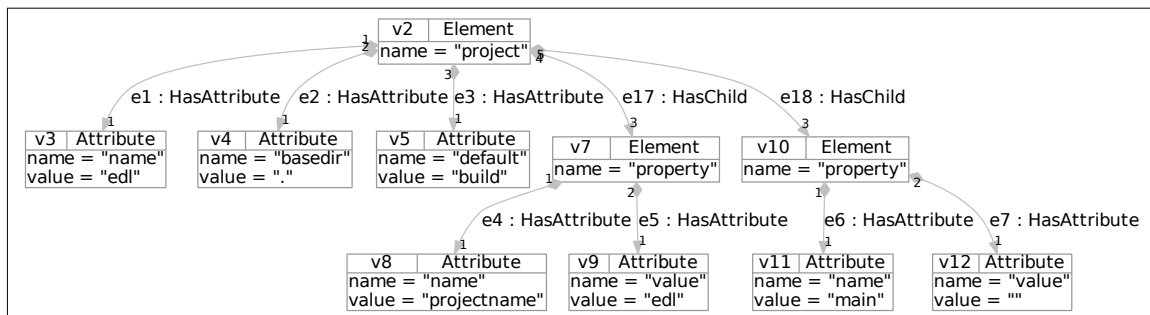 v2 Element
name = "project"
1
2
3
5
4
e1 : HasAttribute
e2 : HasAttribute
e3 : HasAttribute
e17 : HasChild
e18 : HasChild
1
1
1
3
3
v3 Attribute
name = "name"
value = "edl"
v4 Attribute
name = "basedir"
value = "."
v5 Attribute
name = "default"
value = "build"
v7 Element
name = "property"
v10 Element
name = "property"
1
2
1
2
e4 : HasAttribute
e5 : HasAttribute
e6 : HasAttribute
e7 : HasAttribute
1
1
1
1
v8 Attribute
name = "name"
value = "projectname"
v9 Attribute
name = "value"
value = "edl"
v11 Attribute
name = "name"
value = "main"
v12 Attribute
name = "value"
value = ""